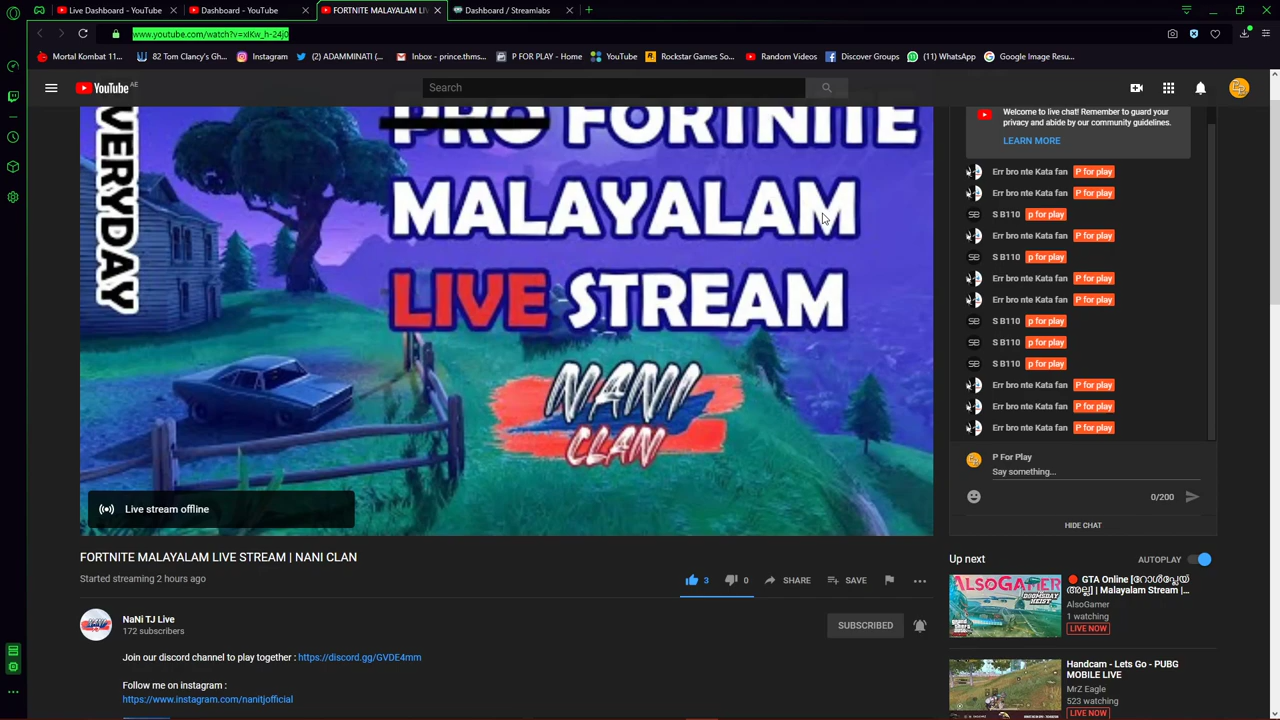 Live Dashboard - YouTube
Dashboard - YouTube
FORTNITE MALAYALAM LI
Dashboard / Streamlabs
www.youtube.com/watch?v=xIKw_h-24j0
Mortal Kombat 11...
82 Tom Clancy's Gh...
Instagram
(2) ADAMMINATI (...
Inbox - prince.thms...
P FOR PLAY - Home
YouTube
Rockstar Games So...
Random Videos
Discover Groups
(11) WhatsApp
Google Image Resu...
YouTube AE
Search
VERYDAY
PRO FORTNITE
MALAYALAM
LIVE STREAM
NANI
CLAN
Live stream offline
Welcome to live chat! Remember to guard your
privacy and abide by our community guidelines.
LEARN MORE
Err bro nte Kata fan P for play
Err bro nte Kata fan P for play
S B110 p for play
Err bro nte Kata fan P for play
S B110 p for play
Err bro nte Kata fan P for play
Err bro nte Kata fan P for play
S B110 p for play
S B110 p for play
S B110 p for play
Err bro nte Kata fan P for play
Err bro nte Kata fan P for play
Err bro nte Kata fan P for play
P For Play
Say something...
0/200
HIDE CHAT
FORTNITE MALAYALAM LIVE STREAM | NANI CLAN
Started streaming 2 hours ago
3
0
SHARE
SAVE
NaNi TJ Live
172 subscribers
SUBSCRIBED
Join our discord channel to play together : https://discord.gg/GVDE4mm
Follow me on instagram :
https://www.instagram.com/nanitjofficial
Up next
AUTOPLAY
ALSOGAMER
DOOMSDAY
HEIST
GTA Online [റോൾപ്ലേയ്
അല്ല] | Malayalam Stream |...
AlsoGamer
1 watching
LIVE NOW
Handcam - Lets Go - PUBG
MOBILE LIVE
MrZ Eagle
523 watching
LIVE NOW